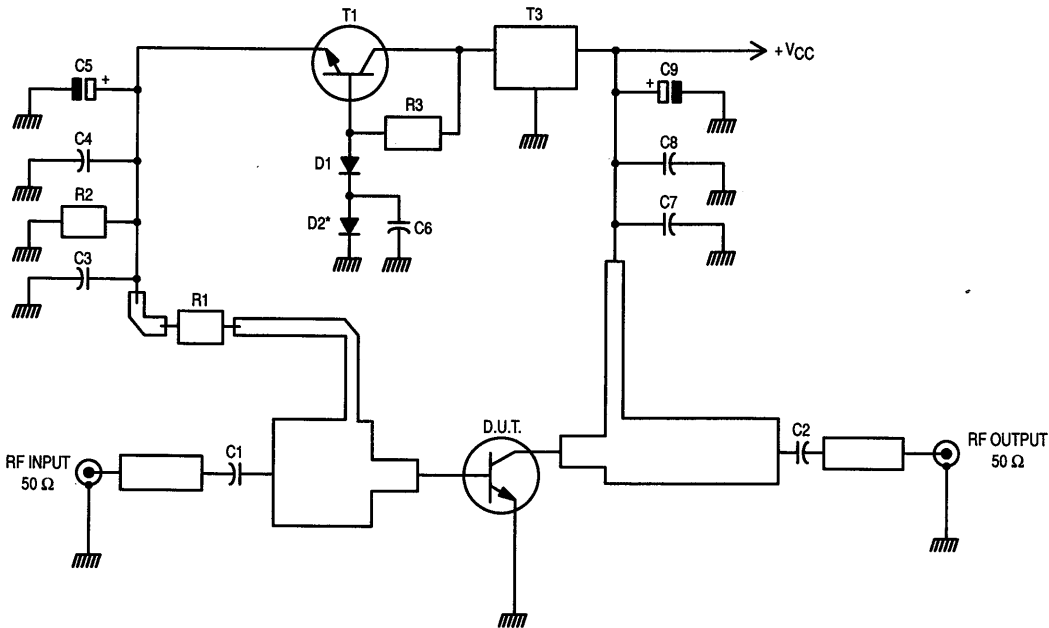 T1
T3
+ VCC
C5
+
C9
+
R3
C4
C8
D1
R2
C7
D2*
C6
C3
R1
D.U.T.
C2
RF OUTPUT
50 Ω
C1
RF INPUT
50 Ω